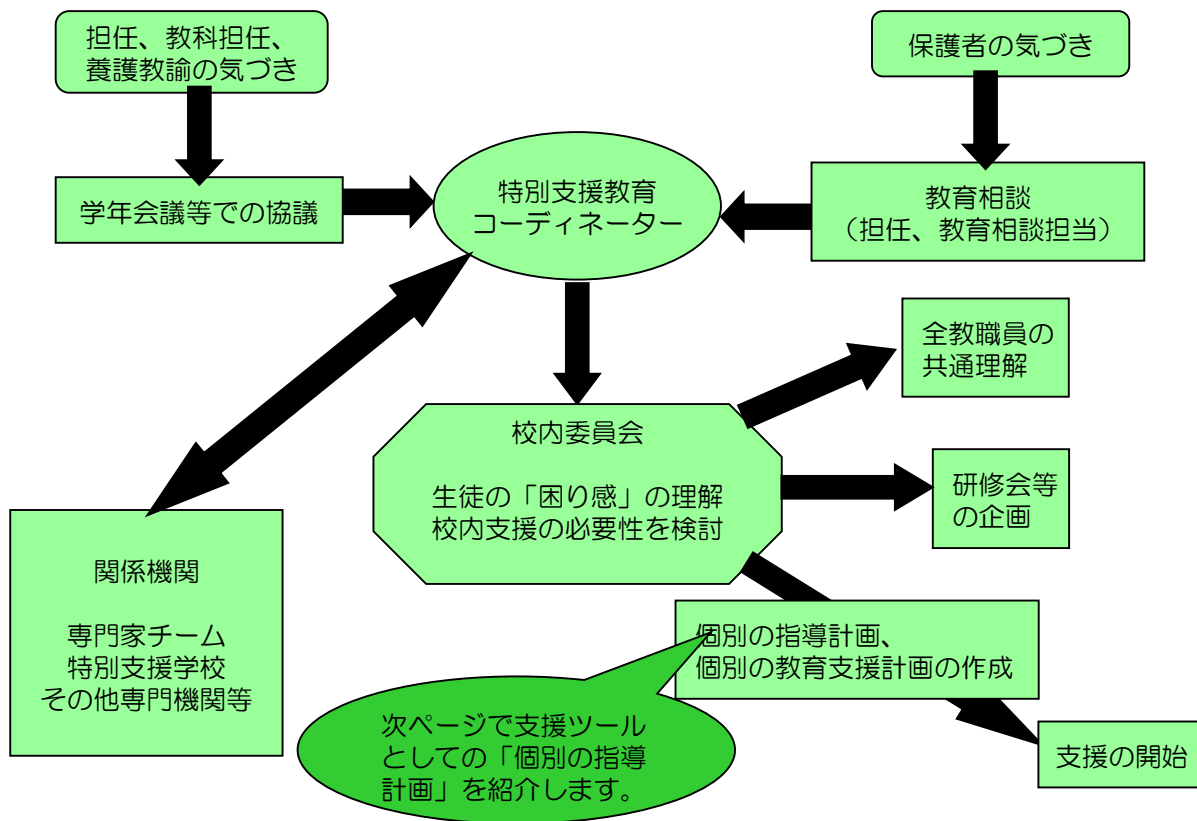 担任、教科担任、
養護教諭の気づき
保護者の気づき
学年会議等での協議
特別支援教育
コーディネーター
教育相談
（担任、教育相談担当）
全教職員の
共通理解
校内委員会
生徒の「困り感」の理解
校内支援の必要性を検討
研修会等
の企画
関係機関
専門家チーム
特別支援学校
その他専門機関等
個別の指導計画、
個別の教育支援計画の作成
次ページで支援ツール
としての「個別の指導
計画」を紹介します。
支援の開始